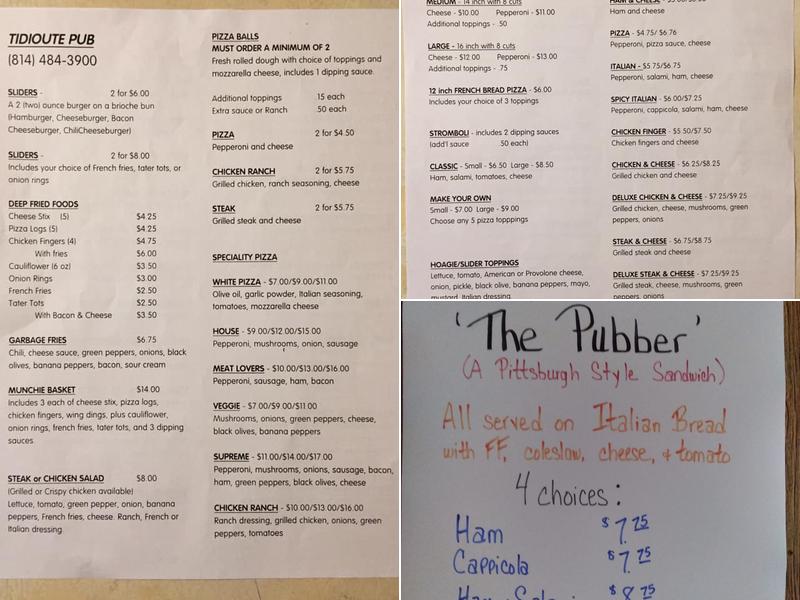 TIDIOUTE PUB
(814) 484-3900
SLIDERS - 2 for $6.00
A 2 (two) ounce burger on a brioche bun
(Hamburger, Cheeseburger, Bacon
Cheeseburger, ChiliCheeseburger)
SLIDERS - 2 for $8.00
Includes your choice of French fries, tater tots, or
onion rings
DEEP FRIED FOODS
Cheese Stix (5) $4.25
Pizza Logs (5) $4.25
Chicken Fingers (4) $4.75
With fries $6.00
Cauliflower (6 oz) $3.50
Onion Rings $3.00
French Fries $2.50
Tater Tots $2.50
With Bacon & Cheese $3.50
GARBAGE FRIES $6.75
Chili, cheese sauce, green peppers, onions, black
olives, banana peppers, bacon, sour cream
MUNCHIE BASKET $14.00
Includes 3 each of cheese stix, pizza logs,
chicken fingers, wing dings, plus cauliflower,
onion rings, french fries, tater tots, and 3 dipping
sauces
STEAK or CHICKEN SALAD $8.00
(Grilled or Crispy chicken available)
Lettuce, tomato, green pepper, onion, banana
peppers, French fries, cheese. Ranch, French or
Italian dressing
PIZZA BALLS
MUST ORDER A MINIMUM OF 2
Fresh rolled dough with choice of toppings and
mozzarella cheese, includes 1 dipping sauce.
Additional toppings .15 each
Extra sauce or Ranch .50 each
PIZZA 2 for $4.50
Pepperoni and cheese
CHICKEN RANCH 2 for $5.75
Grilled chicken, ranch seasoning, cheese
STEAK 2 for $5.75
Grilled steak and cheese
SPECIALITY PIZZA
WHITE PIZZA - $7.00/$9.00/$11.00
Olive oil, garlic powder, Italian seasoning,
tomatoes, mozzarella cheese
HOUSE - $9.00/$12.00/$15.00
Pepperoni, mushrooms, onion, sausage
MEAT LOVERS - $10.00/$13.00/$16.00
Pepperoni, sausage, ham, bacon
VEGGIE - $7.00/$9.00/$11.00
Mushrooms, onions, green peppers, cheese,
black olives, banana peppers
SUPREME - $11.00/$14.00/$17.00
Pepperoni, mushrooms, onions, sausage, bacon,
ham, green peppers, black olives, cheese
CHICKEN RANCH - $10.00/$13.00/$16.00
Ranch dressing, grilled chicken, onions, green
peppers, tomatoes
MEDIUM - 14 inch with 8 cuts
Cheese - $10.00 Pepperoni - $11.00
Additional toppings - .50
LARGE - 16 inch with 8 cuts
Cheese - $12.00 Pepperoni - $13.00
Additional toppings - .75
12 inch FRENCH BREAD PIZZA - $6.00
Includes your choice of 3 toppings
STROMBOLI - includes 2 dipping sauces
(add'l sauce .50 each)
CLASSIC - Small - $6.50 Large - $8.50
Ham, salami, tomatoes, cheese
MAKE YOUR OWN
Small - $7.00 Large - $9.00
Choose any 5 pizza topppings
HOAGIE/SLIDER TOPPINGS
Lettuce, tomato, American or Provolone cheese,
onion, pickle, black olive, banana peppers, mayo,
mustard, Italian dressing
HAM & CHEESE
Ham and cheese
PIZZA - $4.75/ $6.76
Pepperoni, pizza sauce, cheese
ITALIAN - $5.75/$6.75
Pepperoni, salami, ham, cheese
SPICY ITALIAN - $6.00/$7.25
Pepperoni, cappicola, salami, ham, cheese
CHICKEN FINGER - $5.50/$7.50
Chicken fingers and cheese
CHICKEN & CHEESE - $6.25/$8.25
Grilled chicken and cheese
DELUXE CHICKEN & CHEESE - $7.25/$9.25
Grilled chicken, cheese, mushrooms, green
peppers, onions
STEAK & CHEESE - $6.75/$8.75
Grilled steak and cheese
DELUXE STEAK & CHEESE - $7.25/$9.25
Grilled steak, cheese, mushrooms, green
peppers, onions
'The Pubber'
(A Pittsburgh Style Sandwich)
All served on Italian Bread
with FF, coleslaw, cheese, & tomato
4 choices:
Ham $7.75
Cappicola $7.75
$8.75